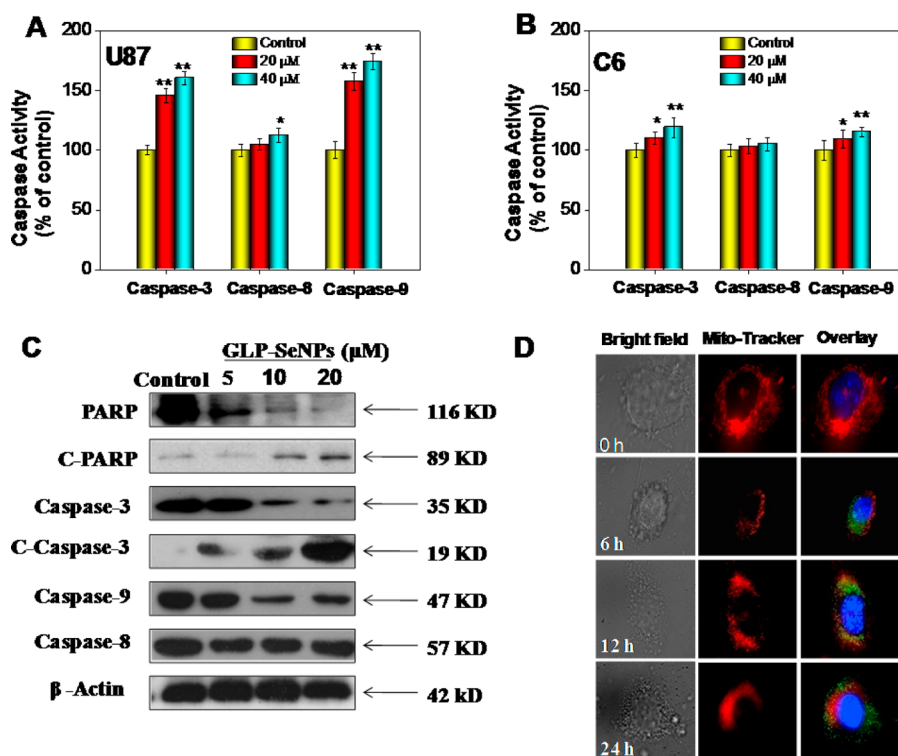 A
U87
200
150
100
50
0
Caspase Activity
(% of control)
Control
20 μM
40 μM
** ** * ** **
Caspase-3 Caspase-8 Caspase-9
B
C6
200
150
100
50
0
Caspase Activity
(% of control)
Control
20 μM
40 μM
* ** * **
Caspase-3 Caspase-8 Caspase-9
C
GLP-SeNPs (μM)
Control 5 10 20
PARP 116 KD
C-PARP 89 KD
Caspase-3 35 KD
C-Caspase-3 19 KD
Caspase-9 47 KD
Caspase-8 57 KD
β-Actin 42 kD
D
Bright field Mito-Tracker Overlay
0 h
6 h
12 h
24 h